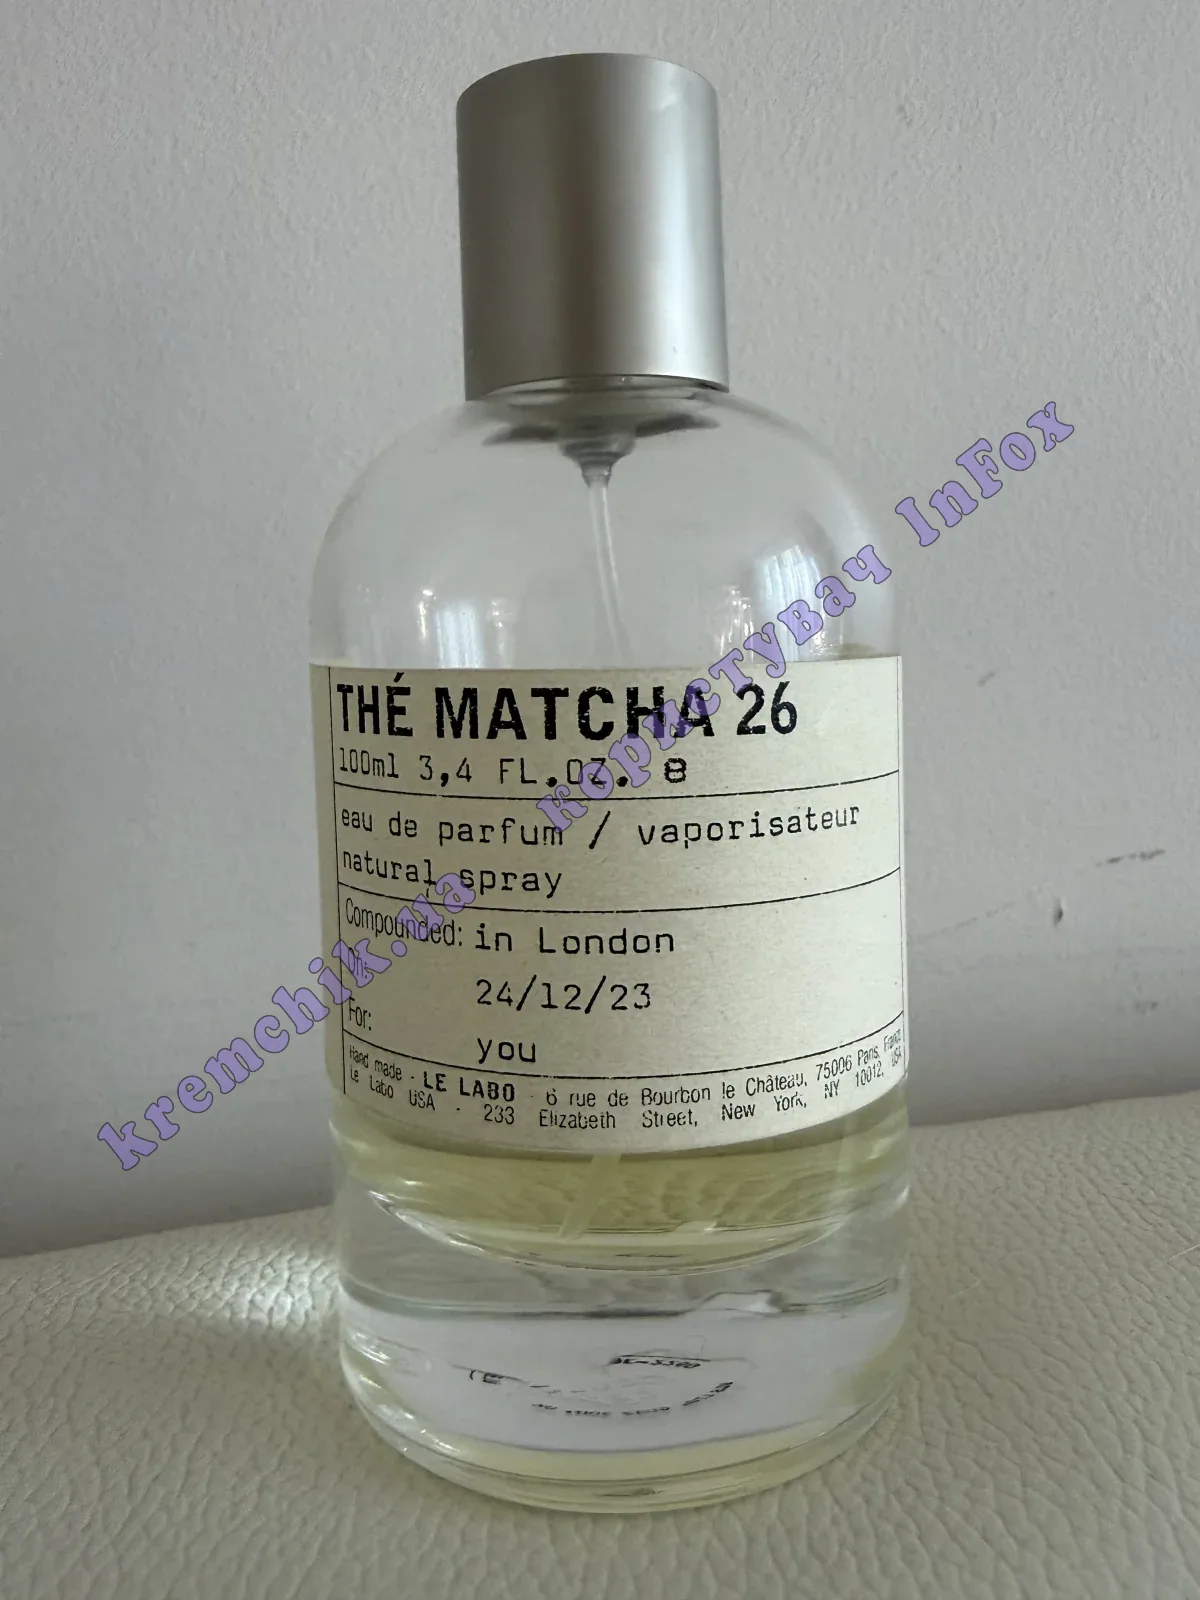 THÉ MATCHA 26
100ml 3,4 FL.OZ. e
eau de parfum / vaporisateur
natural spray
Compounded: in London
On: 24/12/23
For: you
Hand made - LE LABO - 6 rue de Bourbon le Château, 75006 Paris, France
Le Labo USA - 233 Elizabeth Street, New York, NY 10012, USA
kremchik.ua користувач InFox